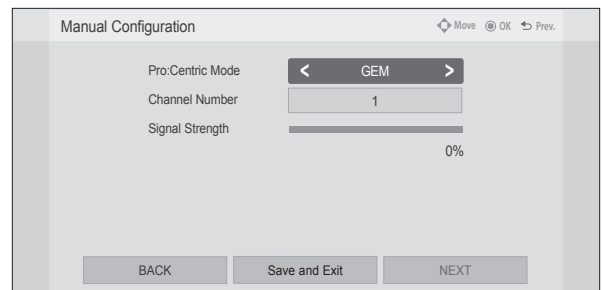 Manual Configuration Move OK Prev.
Pro:Centric Mode < GEM >
Channel Number 1
Signal Strength
0%
BACK Save and Exit NEXT